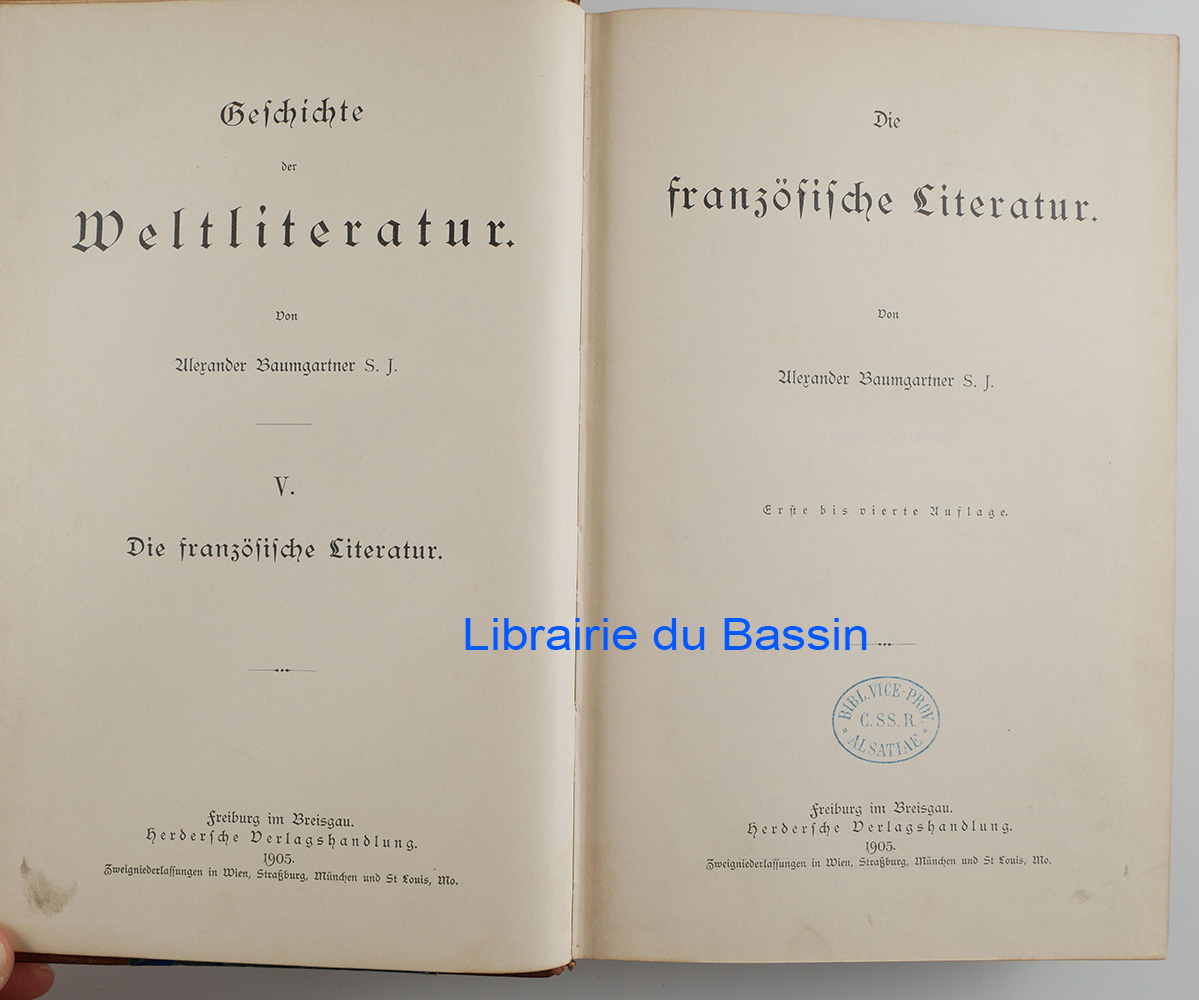 Geschichte
der
Weltliteratur.
Von
Alexander Baumgartner S. J.
V.
Die französische Literatur.
Freiburg im Breisgau.
Herdersche Verlagshandlung.
1905.
Zweigniederlassungen in Wien, Straßburg, München und St Louis, Mo.
Die
französische Literatur.
Von
Alexander Baumgartner S. J.
Erste bis vierte Auflage.
Librairie du Bassin
BIBL. VICE-PROV
C. SS. R.
ALSATIAE
Freiburg im Breisgau.
Herdersche Verlagshandlung.
1905.
Zweigniederlassungen in Wien, Straßburg, München und St Louis, Mo.